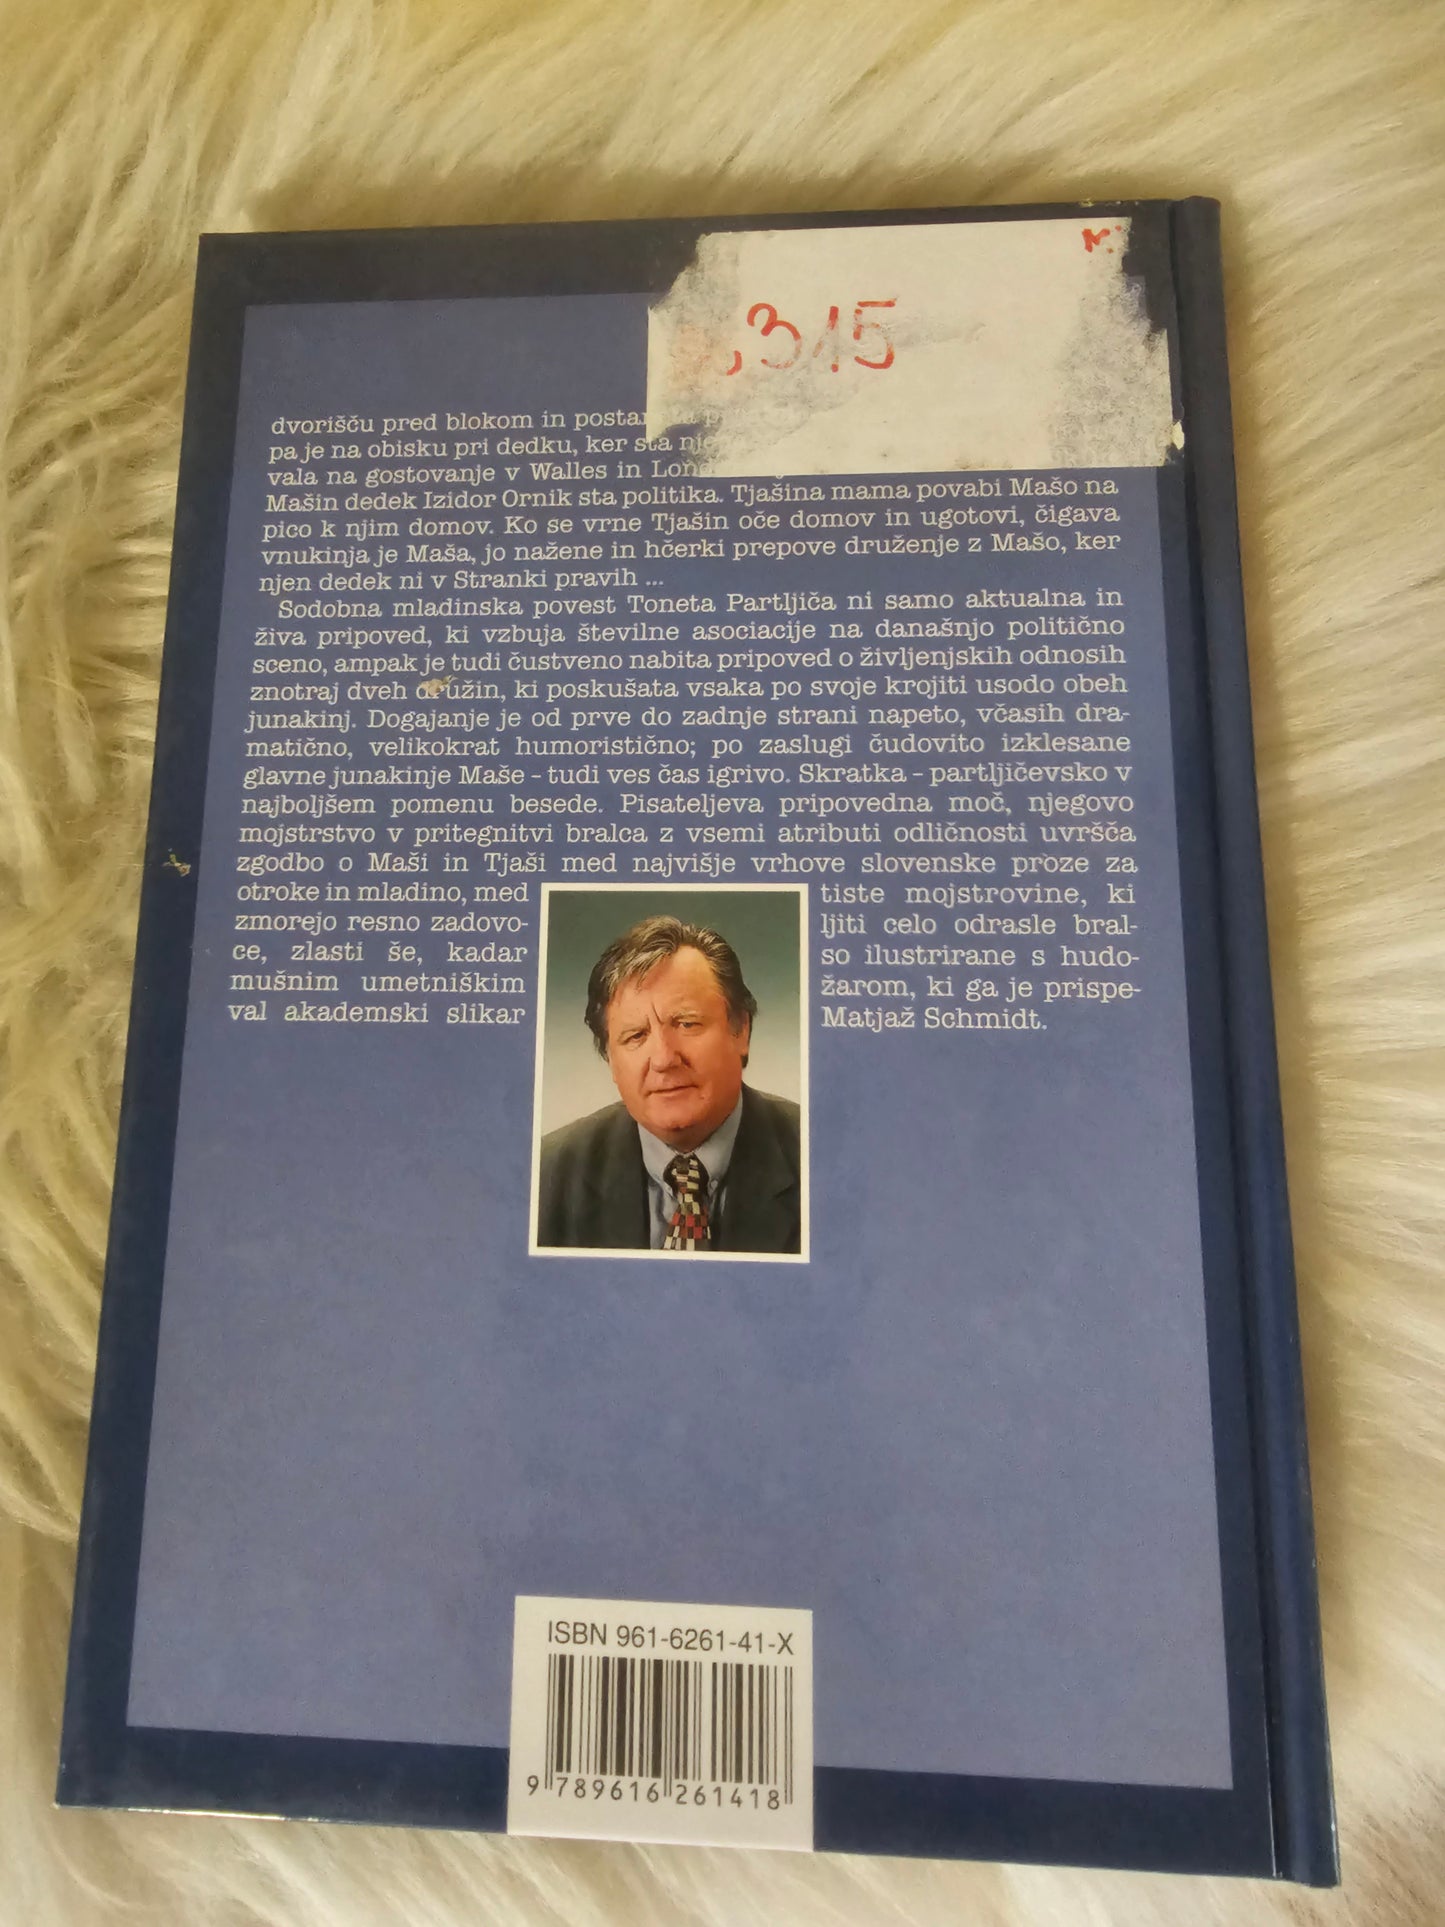 ,315
dvorišču pred blokom in
pa je na obisku pri dedku, ker sta
vala na gostovanje v Walles in
Mašin dedek Izidor Ornik sta politika. Tjašina mama povabi Mašo na
pico k njim domov. Ko se vrne Tjašin oče domov in ugotovi, čigava
vnukinja je Maša, jo nažene in hčerki prepove druženje z Mašo, ker
njen dedek ni v Stranki pravih ...
Sodobna mladinska povest Toneta Partljiča ni samo aktualna in
živa pripoved, ki vzbuja številne asociacije na današnjo politično
sceno, ampak je tudi čustveno nabita pripoved o življenjskih odnosih
znotraj dveh družin, ki poskušata vsaka po svoje krojiti usodo obeh
junakinj. Dogajanje je od prve do zadnje strani napeto, včasih dra-
matično, velikokrat humoristično; po zaslugi čudovito izklesane
glavne junakinje Maše - tudi ves čas igrivo. Skratka - partljičevsko v
najboljšem pomenu besede. Pisateljeva pripovedna moč, njegovo
mojstrstvo v pritegnitvi bralca z vsemi atributi odličnosti uvršča
zgodbo o Maši in Tjaši med najvišje vrhove slovenske proze za
otroke in mladino, med tiste mojstrovine, ki
zmorejo resno zadovo- ljiti celo odrasle bral-
ce, zlasti še, kadar so ilustrirane s hudo-
mušnim umetniškim žarom, ki ga je prispe-
val akademski slikar Matjaž Schmidt.
ISBN 961-6261-41-X
9 789616 261418